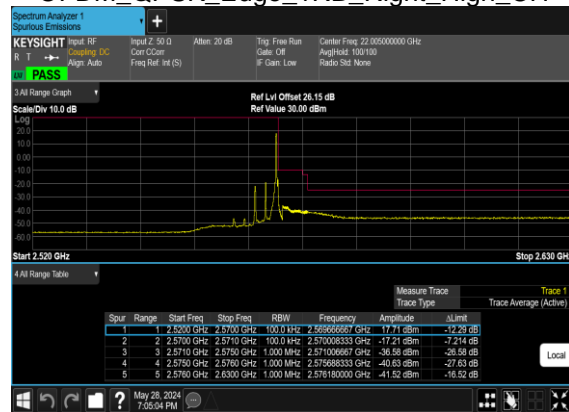 Spectrum Analyzer 1
Spurious Emissions
KEYSIGHT Input: RF Input Z: 50 Ω Atten: 20 dB Trig: Free Run Center Freq: 22.005000000 GHz
R T Coupling: DC Corr CCorr Gate: Off Avg|Hold: 100/100
Align: Auto Freq Ref: Int (S) IF Gain: Low Radio Std: None
LW PASS
3 All Range Graph
Ref Lvl Offset 26.15 dB
Scale/Div 10.0 dB Ref Value 30.00 dBm
Log
20.0
10.0
0.00
-10.0
-20.0
-30.0
-40.0
-50.0
-60.0
Start 2.520 GHz Stop 2.630 GH
4 All Range Table
Measure Trace Trace 1
Trace Type Trace Average (Active)
Spur Range Start Freq Stop Freq RBW Frequency Amplitude ΔLimit
1 1 2.5200 GHz 2.5700 GHz 100.0 kHz 2.569666667 GHz 17.71 dBm -12.29 dB
2 2 2.5700 GHz 2.5710 GHz 100.0 kHz 2.570008333 GHz -17.21 dBm -7.214 dB
3 3 2.5710 GHz 2.5750 GHz 1.000 MHz 2.571006667 GHz -36.58 dBm -26.58 dB
4 4 2.5750 GHz 2.5760 GHz 1.000 MHz 2.575688333 GHz -40.63 dBm -27.63 dB
5 5 2.5760 GHz 2.6300 GHz 1.000 MHz 2.576180000 GHz -41.52 dBm -16.52 dB
Local
May 28, 2024
7:05:04 PM